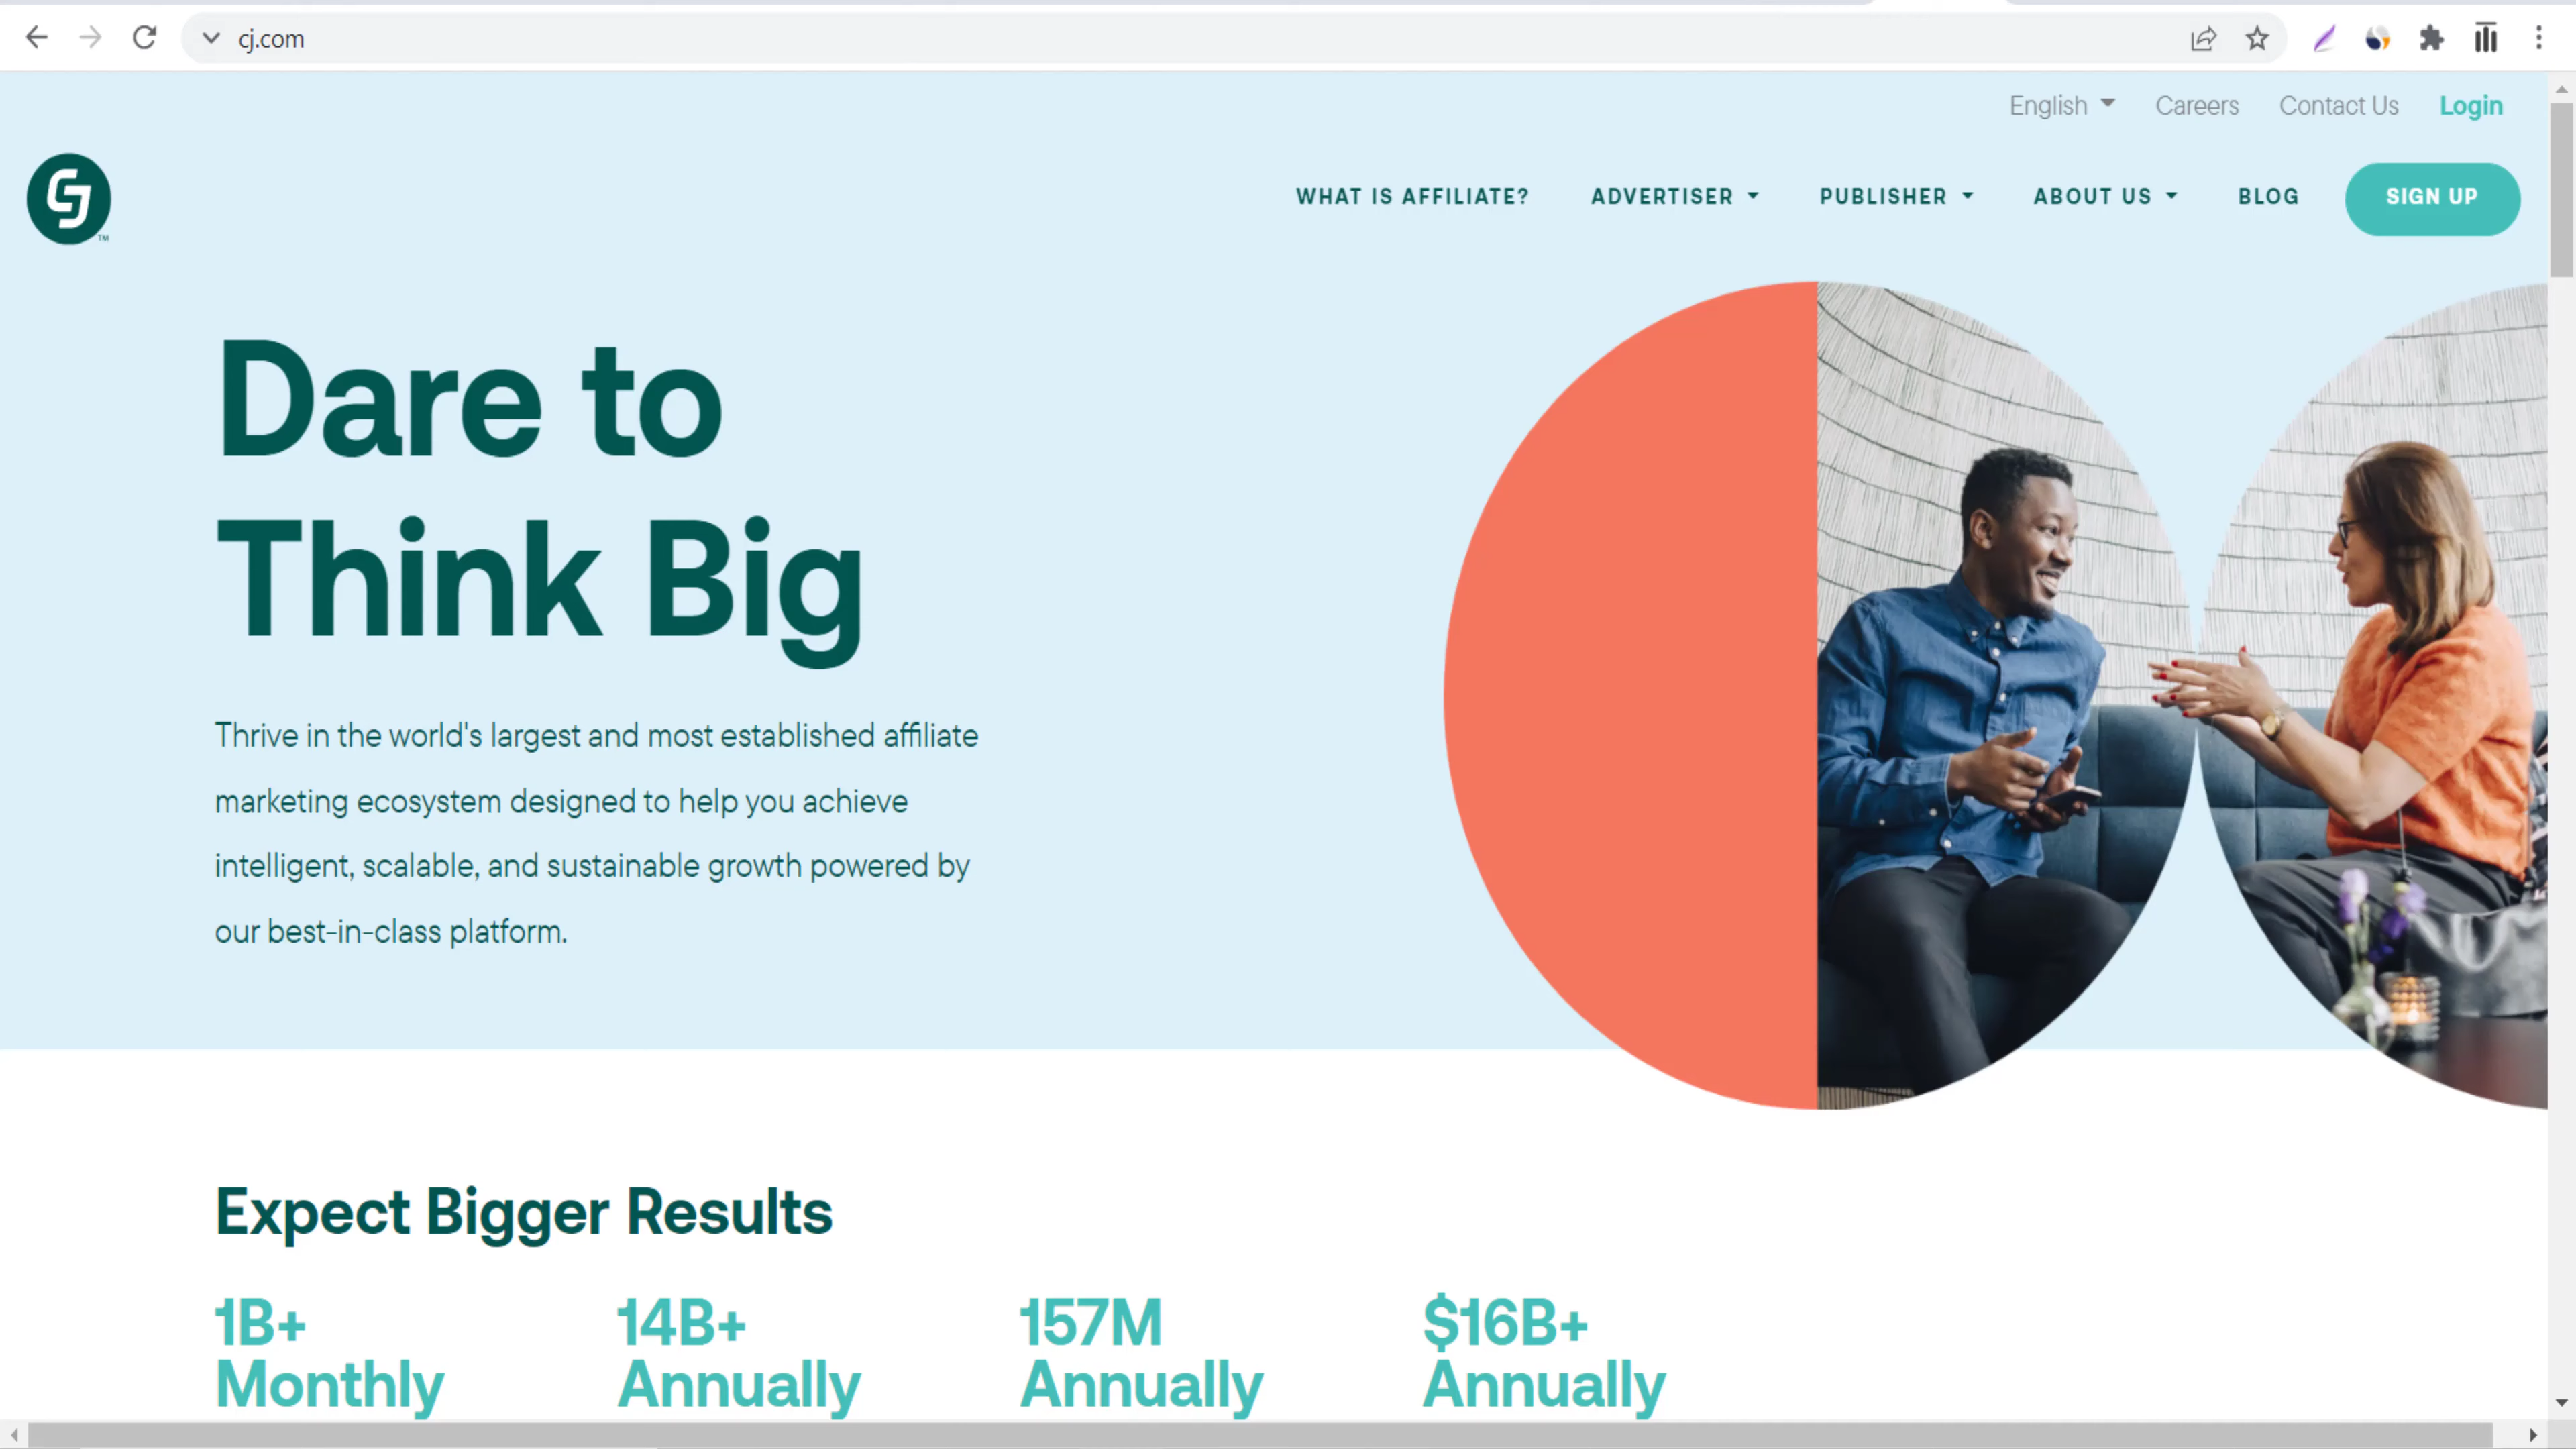 cj.com
English Careers Contact Us Login
CJ TM
WHAT IS AFFILIATE? ADVERTISER PUBLISHER ABOUT US BLOG SIGN UP
Dare to
Think Big
Thrive in the world's largest and most established affiliate
marketing ecosystem designed to help you achieve
intelligent, scalable, and sustainable growth powered by
our best-in-class platform.
Expect Bigger Results
1B+ 14B+ 157M $16B+
Monthly Annually Annually Annually